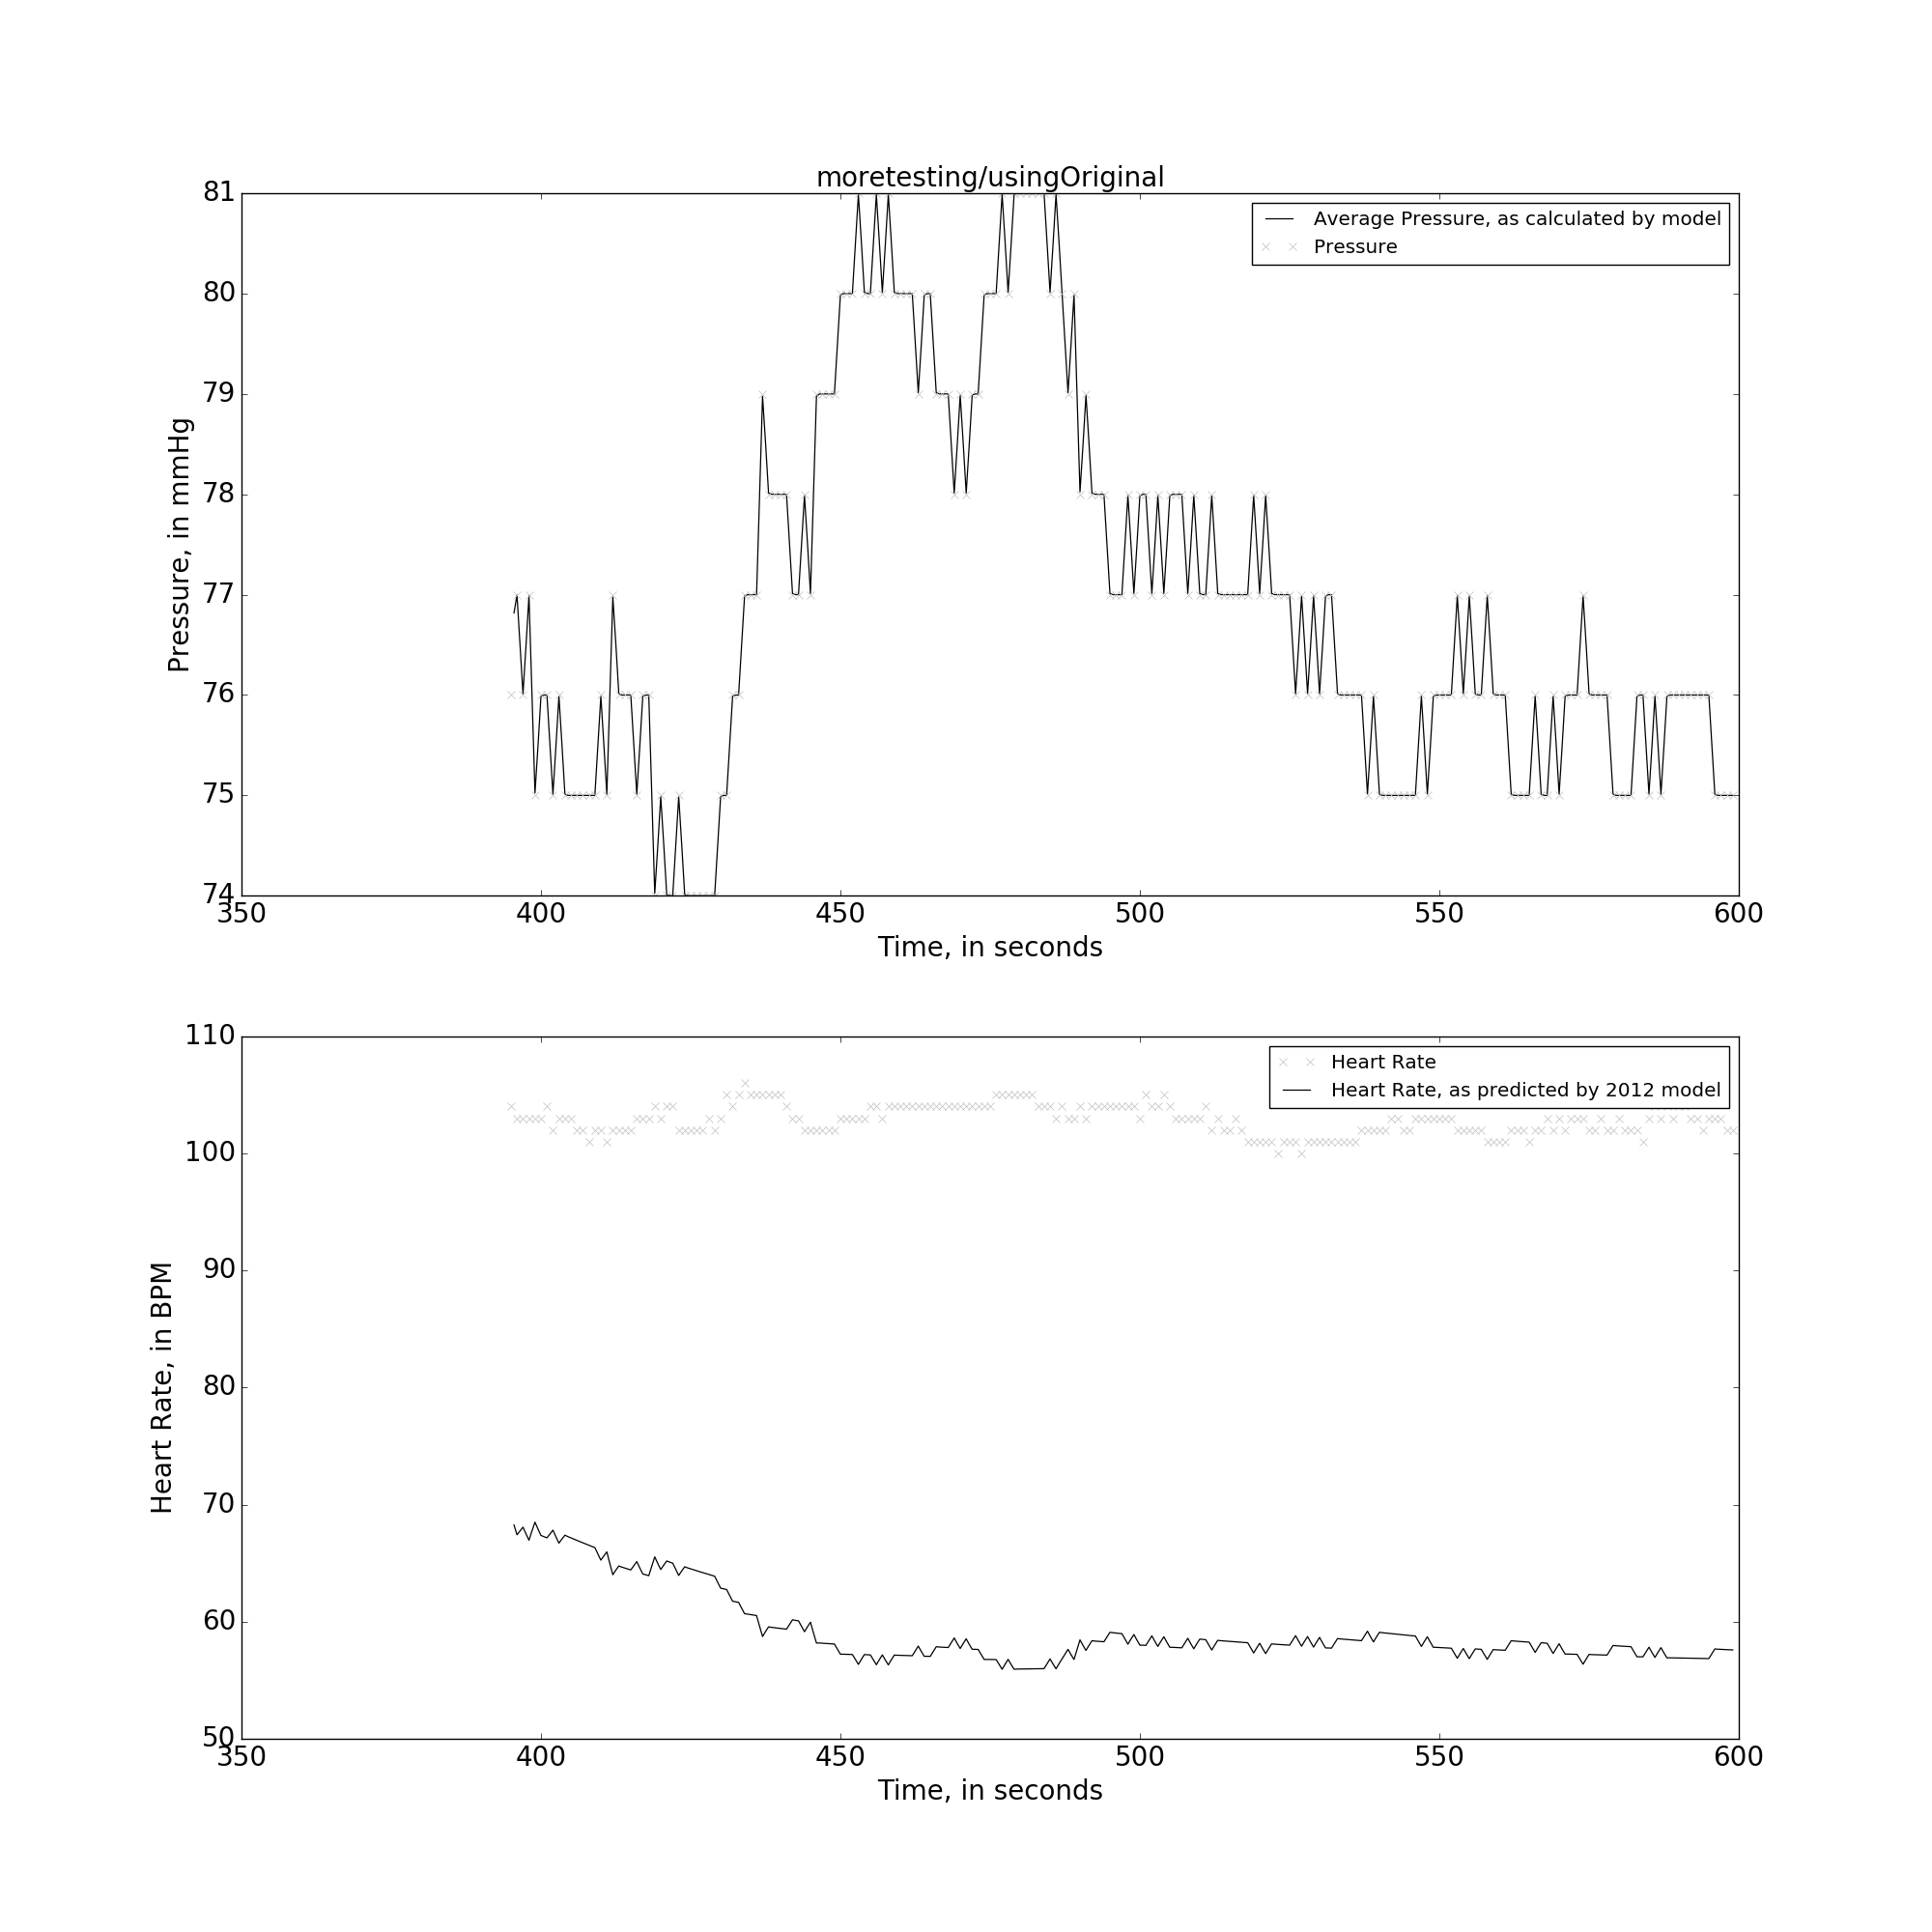 moretesting/usingOriginal
81
80
79
78
77
76
75
74
Pressure, in mmHg
Average Pressure, as calculated by model
Pressure
350 400 450 500 550 600
Time, in seconds
110
100
90
80
70
60
50
Heart Rate, in BPM
Heart Rate
Heart Rate, as predicted by 2012 model
350 400 450 500 550 600
Time, in seconds